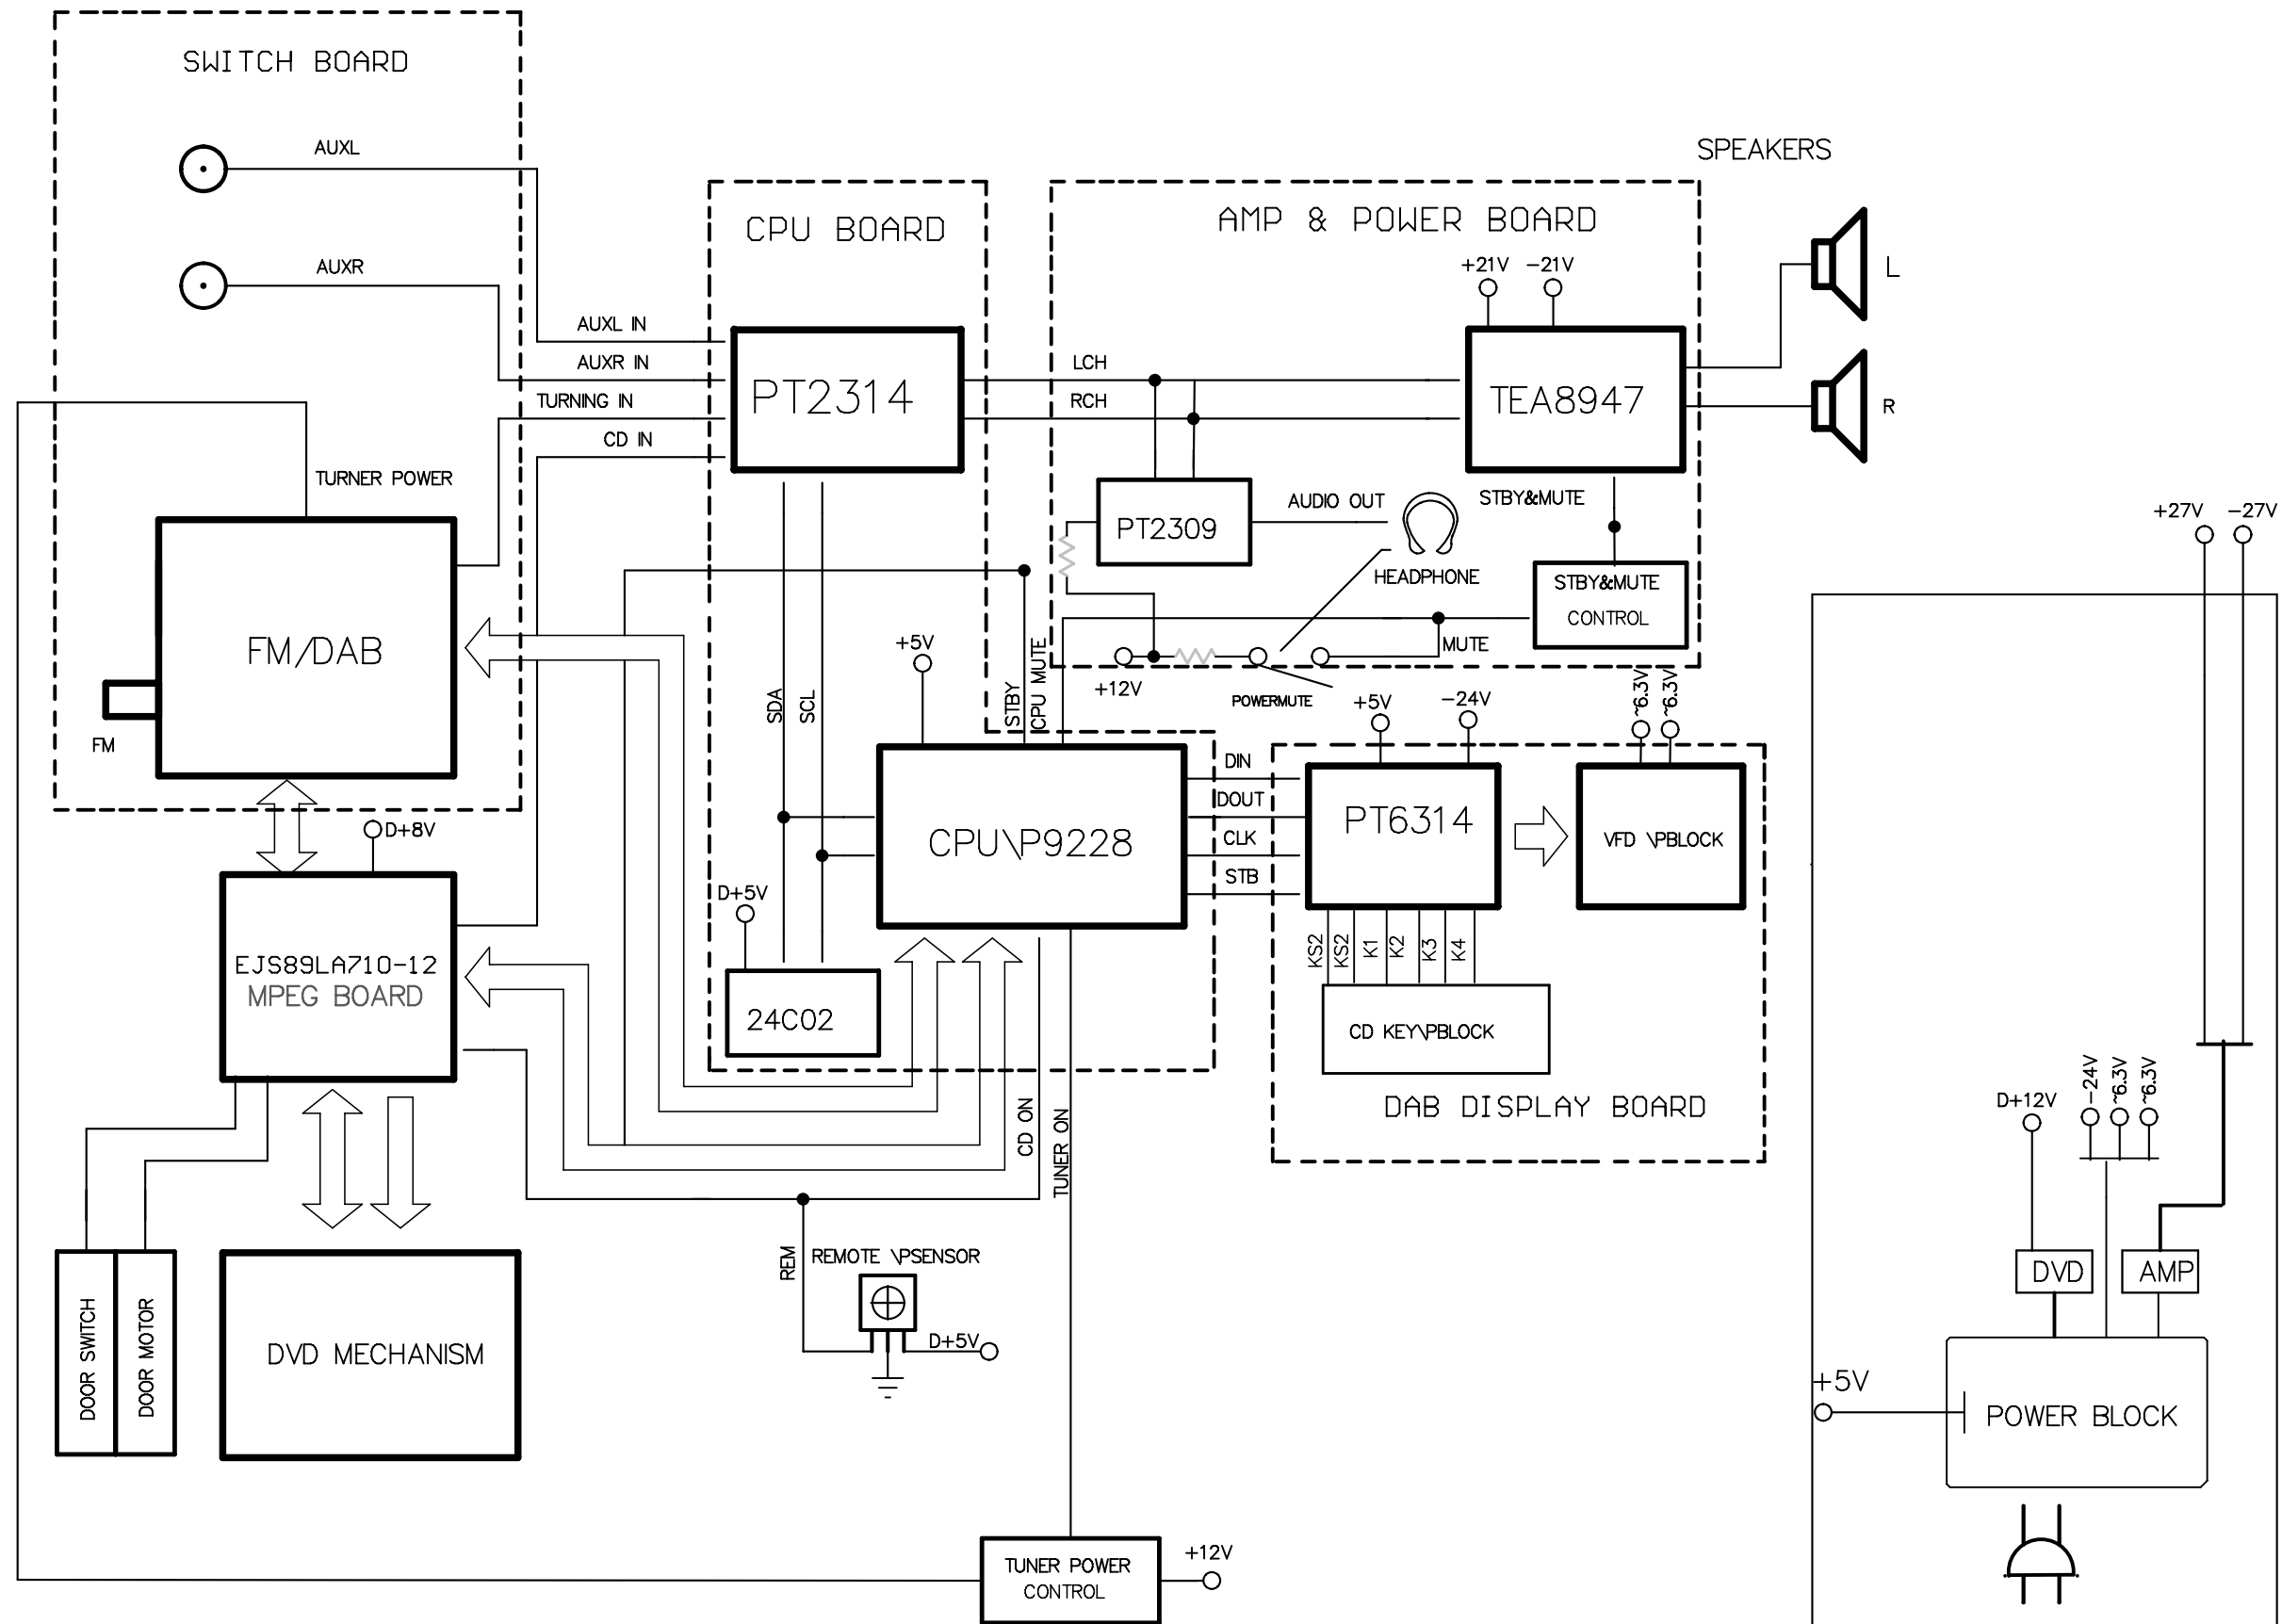 SWITCH BOARD
AUXL
AUXR
AUXL IN
AUXR IN
TURNING IN
CD IN
TURNER POWER
FM/DAB
FM
D+8V
EJS89LA710-12
MPEG BOARD
DOOR SWITCH
DOOR MOTOR
DVD MECHANISM
CPU BOARD
PT2314
SDA
SCL
+5V
STBY
CPU MUTE
CPU\P9228
D+5V
24C02
CD ON
TUNER ON
REM
REMOTE \PSENSOR
D+5V
TUNER POWER
CONTROL
+12V
AMP & POWER BOARD
+21V
-21V
LCH
RCH
TEA8947
PT2309
AUDIO OUT
HEADPHONE
STBY&MUTE
STBY&MUTE
CONTROL
MUTE
+12V
POWERMUTE
SPEAKERS
L
R
+5V
-24V
~6.3V
~6.3V
DIN
DOUT
CLK
STB
PT6314
VFD \PBLOCK
KS2
KS2
K1
K2
K3
K4
CD KEY\PBLOCK
DAB DISPLAY BOARD
+27V
-27V
D+12V
-24V
~6.3V
~6.3V
DVD
AMP
+5V
POWER BLOCK